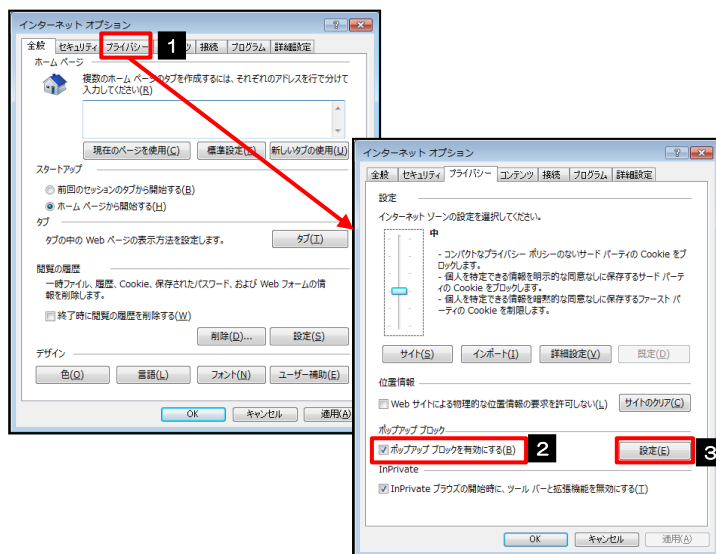 インターネット オプション
全般 セキュリティ プライバシー 1 ツ 接続 プログラム 詳細設定
ホーム ページ
複数のホーム ページのタブを作成するには、それぞれのアドレスを行で分けて
入力してください(R)
現在のページを使用(C) 標準設定 新しいタブの使用(U)
スタートアップ
前回のセッションのタブから開始する(B)
ホーム ページから開始する(H)
タブ
タブの中の Web ページの表示方法を設定します。 タブ(T)
閲覧の履歴
一時ファイル、履歴、Cookie、保存されたパスワード、および Web フォームの情
報を削除します。
終了時に閲覧の履歴を削除する(W)
削除(D)... 設定(S)
デザイン
色(O) 言語(L) フォント(N) ユーザー補助(E)
OK キャンセル 適用(A)
インターネット オプション
全般 セキュリティ プライバシー コンテンツ 接続 プログラム 詳細設定
設定
インターネット ゾーンの設定を選択してください。
中
- コンパクトなプライバシー ポリシーのないサード パーティの Cookie をブ
ロックします。
- 個人を特定できる情報を明示的な同意なしに保存するサード パーテ
ィの Cookie をブロックします。
- 個人を特定できる情報を暗黙的な同意なしに保存するファースト パ
ーティの Cookie を制限します。
サイト(S) インポート(I) 詳細設定(V) 既定(D)
位置情報
Web サイトによる物理的な位置情報の要求を許可しない(L) サイトのクリア(C)
ポップアップ ブロック
ポップアップ ブロックを有効にする(B) 2 設定(E) 3
InPrivate
InPrivate ブラウズの開始時に、ツール バーと拡張機能を無効にする(T)
OK キャンセル 適用(A)